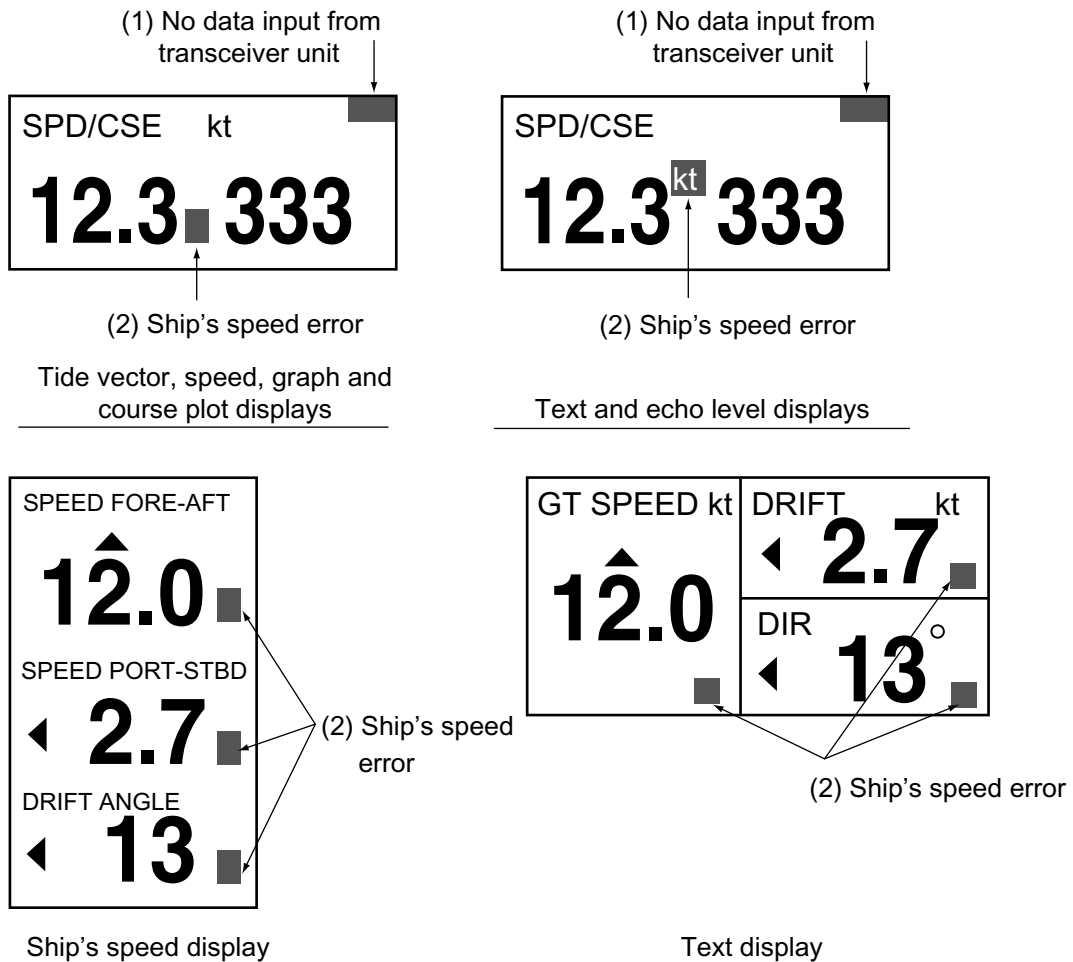 (1) No data input from
transceiver unit
SPD/CSE kt
12.3 333
(2) Ship's speed error
Tide vector, speed, graph and
course plot displays
(1) No data input from
transceiver unit
SPD/CSE
12.3 kt 333
(2) Ship's speed error
Text and echo level displays
SPEED FORE-AFT
12.0
SPEED PORT-STBD
2.7
DRIFT ANGLE
13
(2) Ship's speed
error
Ship's speed display
GT SPEED kt
12.0
DRIFT kt
2.7
DIR
13°
(2) Ship's speed error
Text display